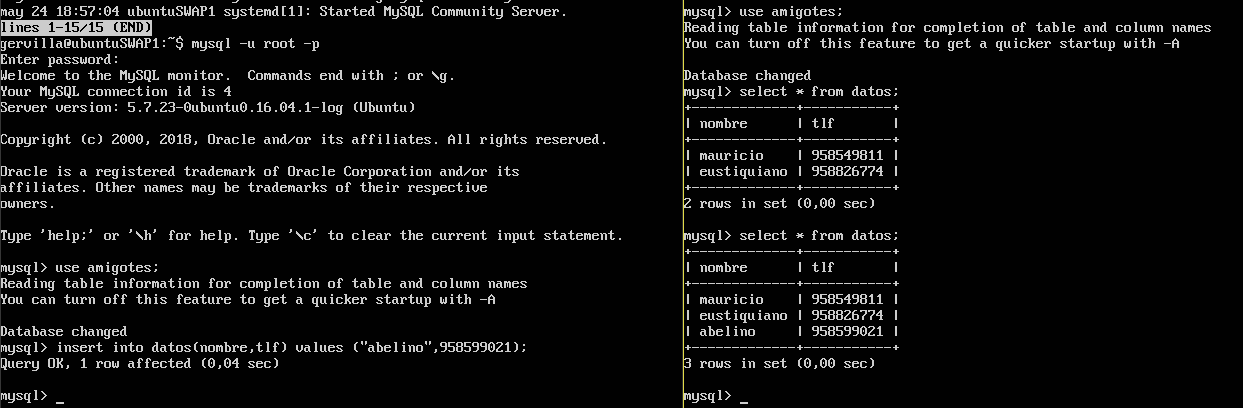 may 24 18:57:04 ubuntuSWAP1 systemd[1]: Started MySQL Community Server.
lines 1-15/15 (END)
gervilla@ubuntuSWAP1:~$ mysql -u root -p
Enter password:
Welcome to the MySQL monitor.  Commands end with ; or \g.
Your MySQL connection id is 4
Server version: 5.7.23-0ubuntu0.16.04.1-log (Ubuntu)

Copyright (c) 2000, 2018, Oracle and/or its affiliates. All rights reserved.

Oracle is a registered trademark of Oracle Corporation and/or its
affiliates. Other names may be trademarks of their respective
owners.

Type 'help;' or '\h' for help. Type '\c' to clear the current input statement.

mysql> use amigotes;
Reading table information for completion of table and column names
You can turn off this feature to get a quicker startup with -A

Database changed
mysql> insert into datos(nombre,tlf) values ("abelino",958599021);
Query OK, 1 row affected (0,04 sec)

mysql> _
mysql> use amigotes;
Reading table information for completion of table and column names
You can turn off this feature to get a quicker startup with -A

Database changed
mysql> select * from datos;
+-------------+-----------+
| nombre      | tlf       |
+-------------+-----------+
| mauricio    | 958549811 |
| eustiquiano | 958826774 |
+-------------+-----------+
2 rows in set (0,00 sec)

mysql> select * from datos;
+-------------+-----------+
| nombre      | tlf       |
+-------------+-----------+
| mauricio    | 958549811 |
| eustiquiano | 958826774 |
| abelino     | 958599021 |
+-------------+-----------+
3 rows in set (0,00 sec)

mysql> _